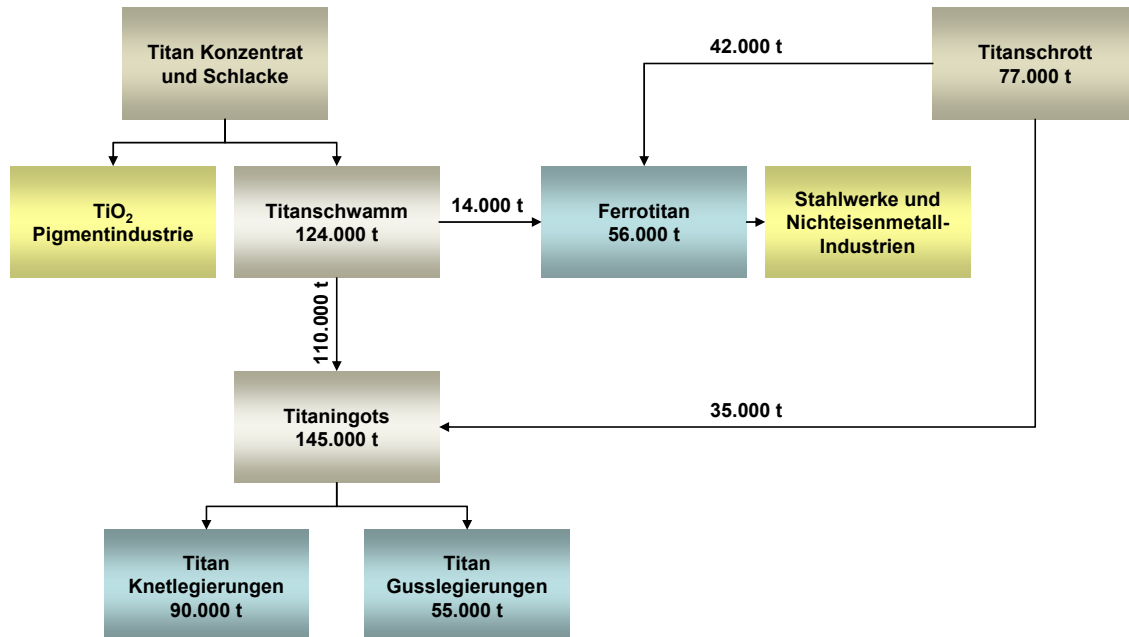 Titan Konzentrat
und Schlacke
42.000 t
Titanschrott
77.000 t
TiO₂
Pigmentindustrie
Titanschwamm
124.000 t
14.000 t
Ferrotitan
56.000 t
Stahlwerke und
Nichteisenmetall-
Industrien
110.000 t
Titaningots
145.000 t
35.000 t
Titan
Knetlegierungen
90.000 t
Titan
Gusslegierungen
55.000 t